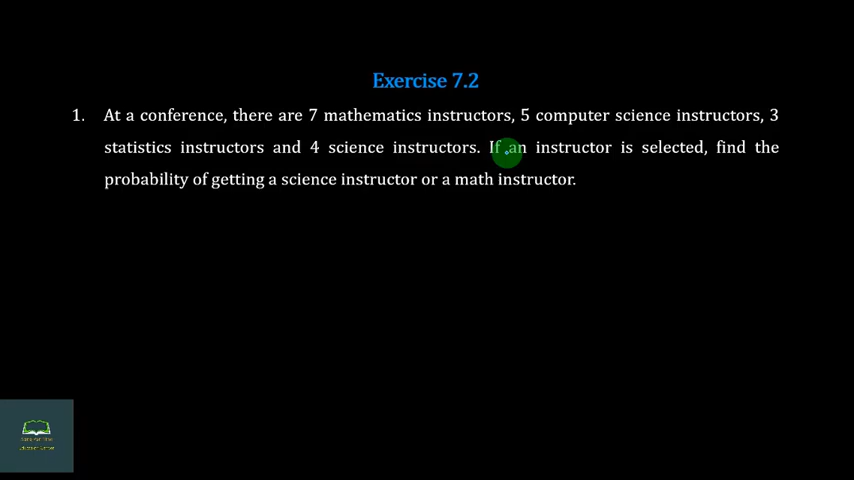 Exercise 7.2
1. At a conference, there are 7 mathematics instructors, 5 computer science instructors, 3
statistics instructors and 4 science instructors. If an instructor is selected, find the
probability of getting a science instructor or a math instructor.